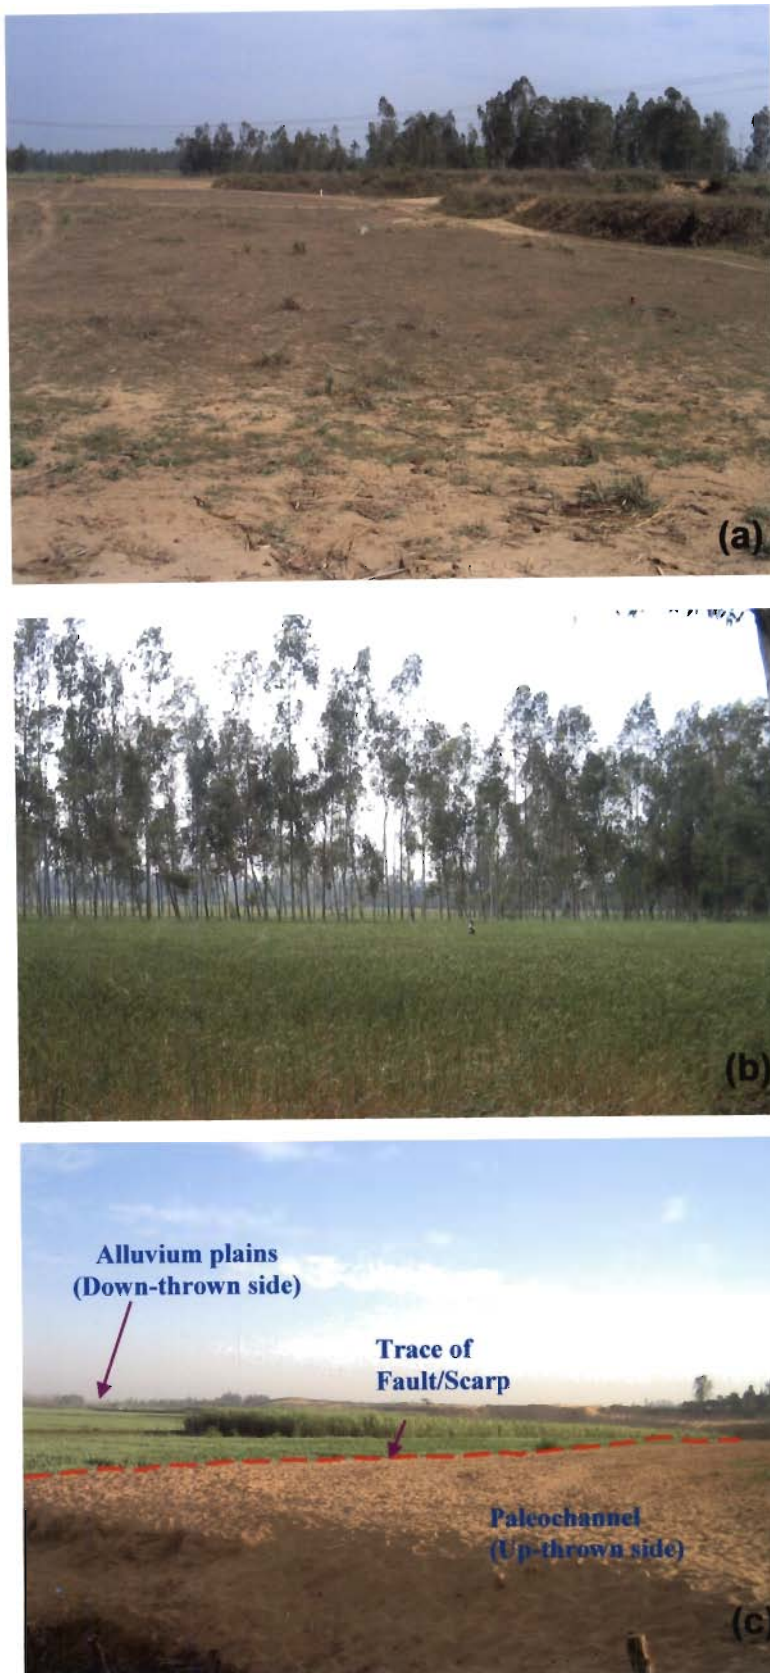 (a)
(b)
Alluvium plains
(Down-thrown side)
Trace of
Fault/Scarp
Paleochannel
(Up-thrown side)
(c)